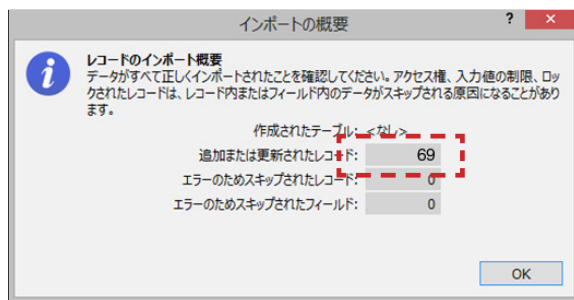 インポートの概要
? ×
レコードのインポート概要
データがすべて正しくインポートされたことを確認してください。アクセス権、入力値の制限、ロッ
クされたレコードは、レコード内またはフィールド内のデータがスキップされる原因になることがあり
ます。
作成されたテーブル: <なし>
追加または更新されたレコード: 69
エラーのためスキップされたレコード: 0
エラーのためスキップされたフィールド: 0
OK